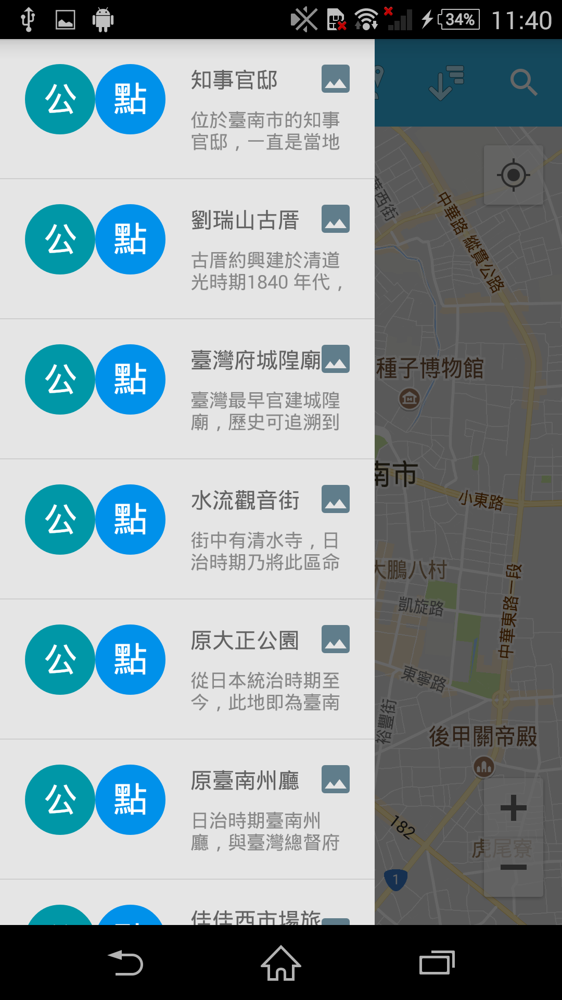 34% 11:40
公 點 知事官邸
位於臺南市的知事
官邸，一直是當地
公 點 劉瑞山古厝
古厝約興建於清道
光時期1840 年代，
公 點 臺灣府城隍廟
臺灣最早官建城隍
廟，歷史可追溯到
公 點 水流觀音街
街中有清水寺，日
治時期乃將此區命
公 點 原大正公園
從日本統治時期至
今，此地即為臺南
公 點 原臺南州廳
日治時期臺南州
廳，與臺灣總督府
佳佳西市場旅
西街
中華路 縱貫公路
種子博物館
南市
小東路
大鵬八村
凱旋路
中華東路一段
東寧路
裕豐街
後甲關帝殿
182
虎尾寮
1